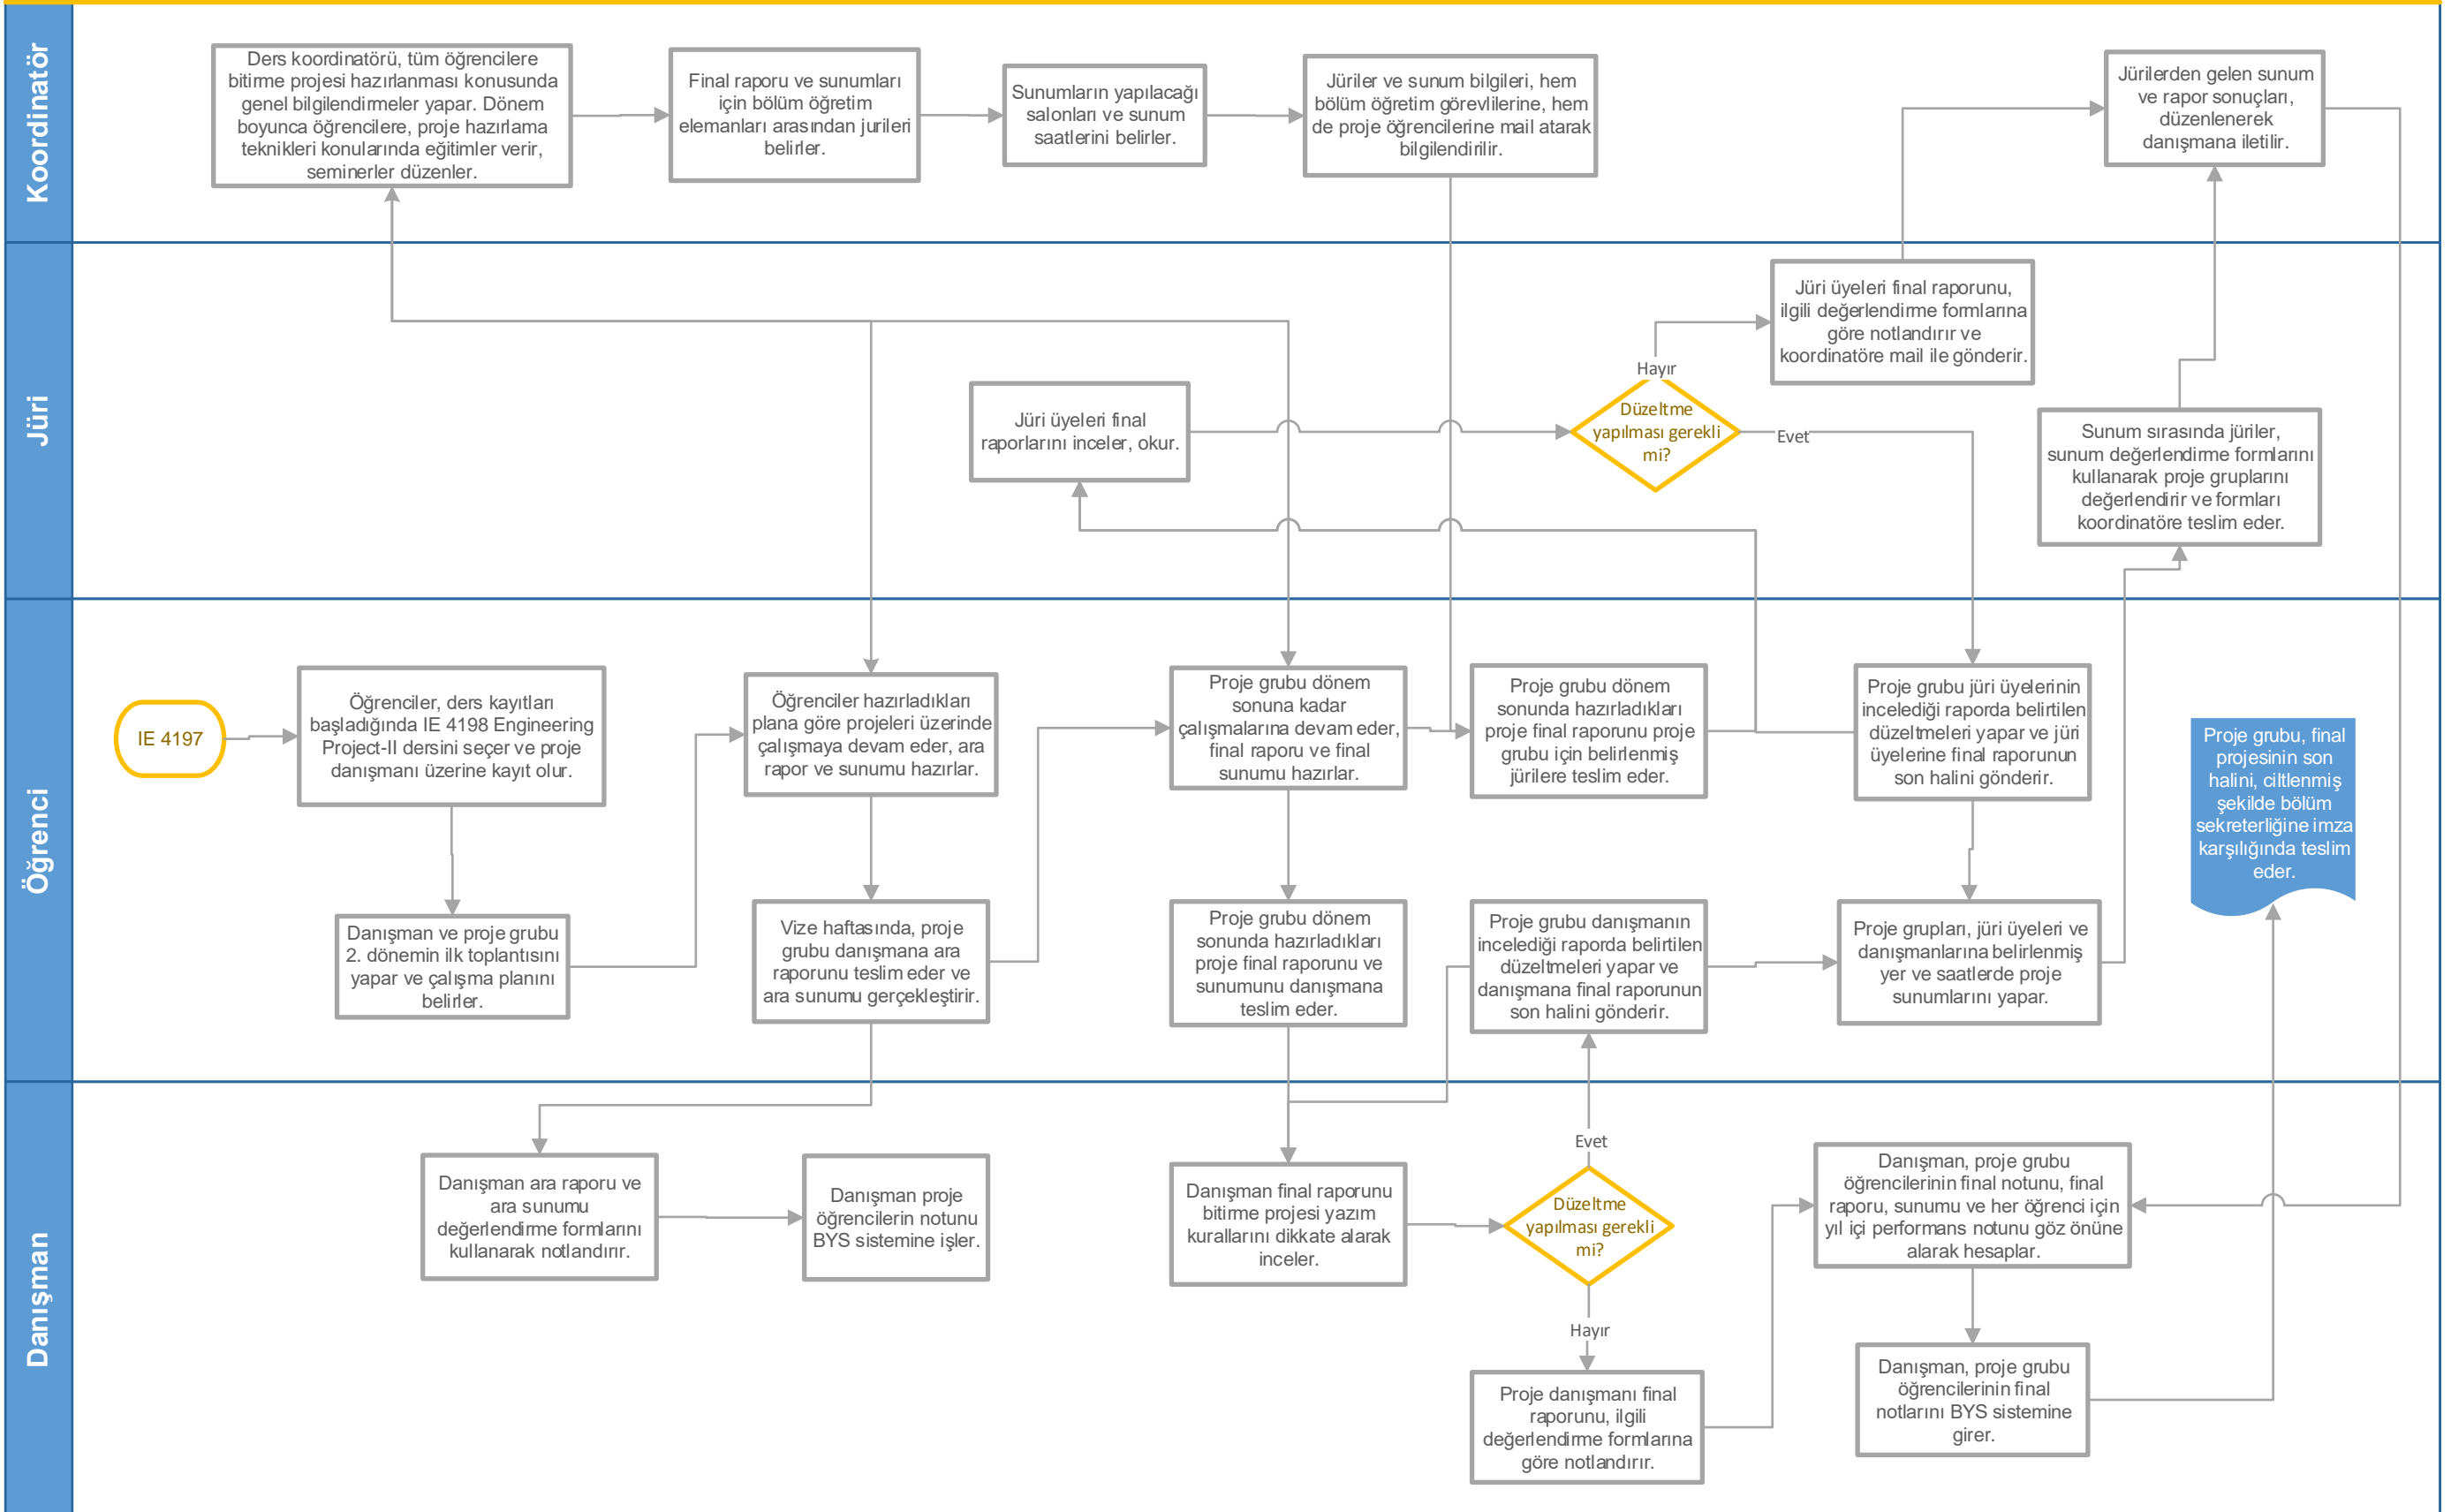 Koordinatör
Ders koordinatörü, tüm öğrencilere
bitirme projesi hazırlanması konusunda
genel bilgilendirmeler yapar. Dönem
boyunca öğrencilere, proje hazırlama
teknikleri konularında eğitimler verir,
seminerler düzenler.
Final raporu ve sunumları
için bölüm öğretim
elemanları arasından jurileri
belirler.
Sunumların yapılacağı
salonları ve sunum
saatlerini belirler.
Jüriler ve sunum bilgileri, hem
bölüm öğretim görevlilerine, hem
de proje öğrencilerine mail atarak
bilgilendirilir.
Jürilerden gelen sunum
ve rapor sonuçları,
düzenlenerek
danışmana iletilir.
Jüri
Jüri üyeleri final
raporlarını inceler, okur.
Hayır
Düzeltme
yapılması gerekli
mi?
Evet
Jüri üyeleri final raporunu,
ilgili değerlendirme formlarına
göre notlandırır ve
koordinatöre mail ile gönderir.
Sunum sırasında jüriler,
sunum değerlendirme formlarını
kullanarak proje gruplarını
değerlendirir ve formları
koordinatöre teslim eder.
Öğrenci
IE 4197
Öğrenciler, ders kayıtları
başladığında IE 4198 Engineering
Project-II dersini seçer ve proje
danışmanı üzerine kayıt olur.
Danışman ve proje grubu
2. dönemin ilk toplantısını
yapar ve çalışma planını
belirler.
Öğrenciler hazırladıkları
plana göre projeleri üzerinde
çalışmaya devam eder, ara
rapor ve sunumu hazırlar.
Vize haftasında, proje
grubu danışmana ara
raporunu teslim eder ve
ara sunumu gerçekleştirir.
Proje grubu dönem
sonuna kadar
çalışmalarına devam eder,
final raporu ve final
sunumu hazırlar.
Proje grubu dönem
sonunda hazırladıkları
proje final raporunu ve
sunumunu danışmana
teslim eder.
Proje grubu dönem
sonunda hazırladıkları
proje final raporunu proje
grubu için belirlenmiş
jürilere teslim eder.
Proje grubu danışmanın
incelediği raporda belirtilen
düzeltmeleri yapar ve
danışmana final raporunun
son halini gönderir.
Proje grubu jüri üyelerinin
incelediği raporda belirtilen
düzeltmeleri yapar ve jüri
üyelerine final raporunun
son halini gönderir.
Proje grupları, jüri üyeleri ve
danışmanlarına belirlenmiş
yer ve saatlerde proje
sunumlarını yapar.
Proje grubu, final
projesinin son
halini, ciltlenmiş
şekilde bölüm
sekreterliğine imza
karşılığında teslim
eder.
Danışman
Danışman ara raporu ve
ara sunumu
değerlendirme formlarını
kullanarak notlandırır.
Danışman proje
öğrencilerin notunu
BYS sistemine işler.
Danışman final raporunu
bitirme projesi yazım
kurallarını dikkate alarak
inceler.
Evet
Düzeltme
yapılması gerekli
mi?
Hayır
Proje danışmanı final
raporunu, ilgili
değerlendirme formlarına
göre notlandırır.
Danışman, proje grubu
öğrencilerinin final notunu, final
raporu, sunumu ve her öğrenci için
yıl içi performans notunu göz önüne
alarak hesaplar.
Danışman, proje grubu
öğrencilerinin final
notlarını BYS sistemine
girer.